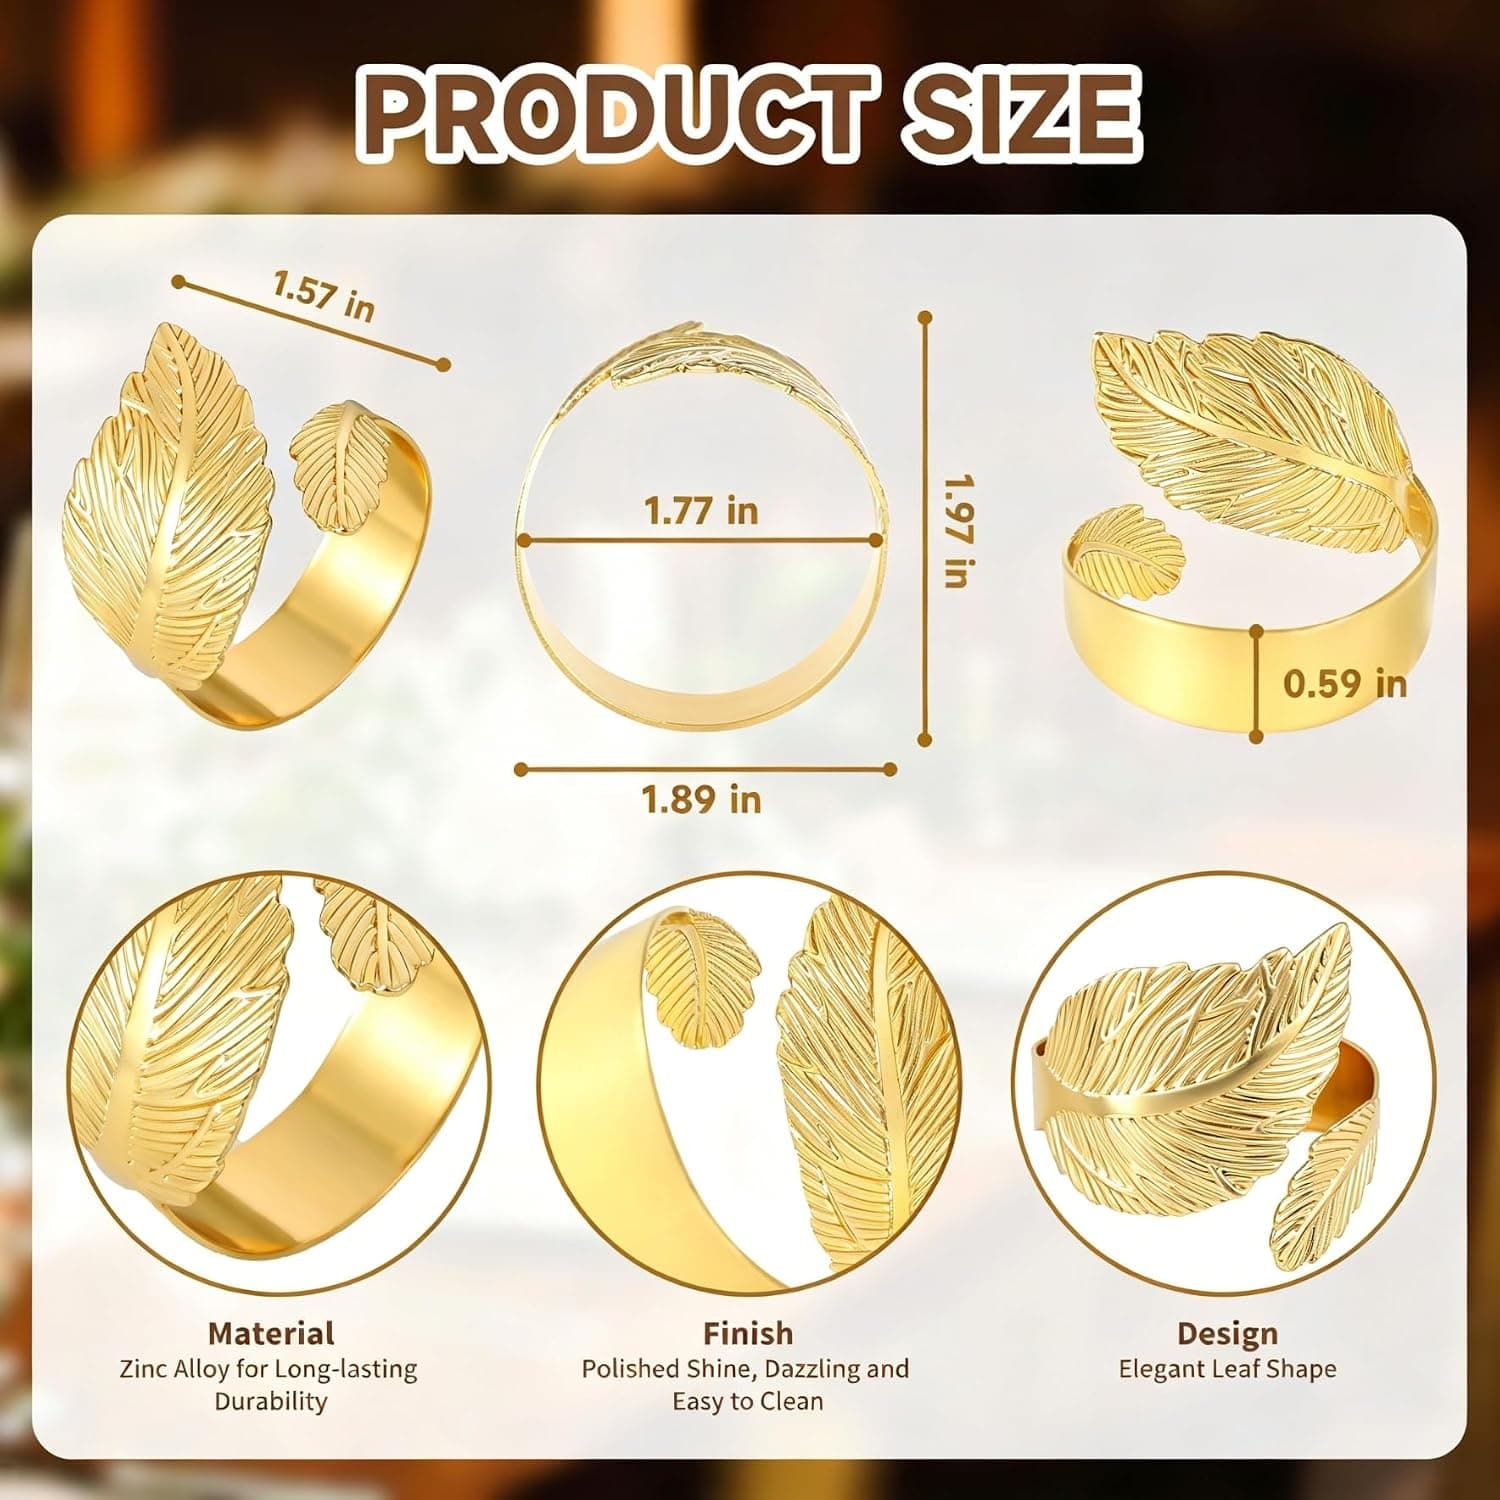 PRODUCT SIZE
1.57 in
1.77 in
1.97 in
1.89 in
0.59 in
Material
Zinc Alloy for Long-lasting
Durability
Finish
Polished Shine, Dazzling and
Easy to Clean
Design
Elegant Leaf Shape